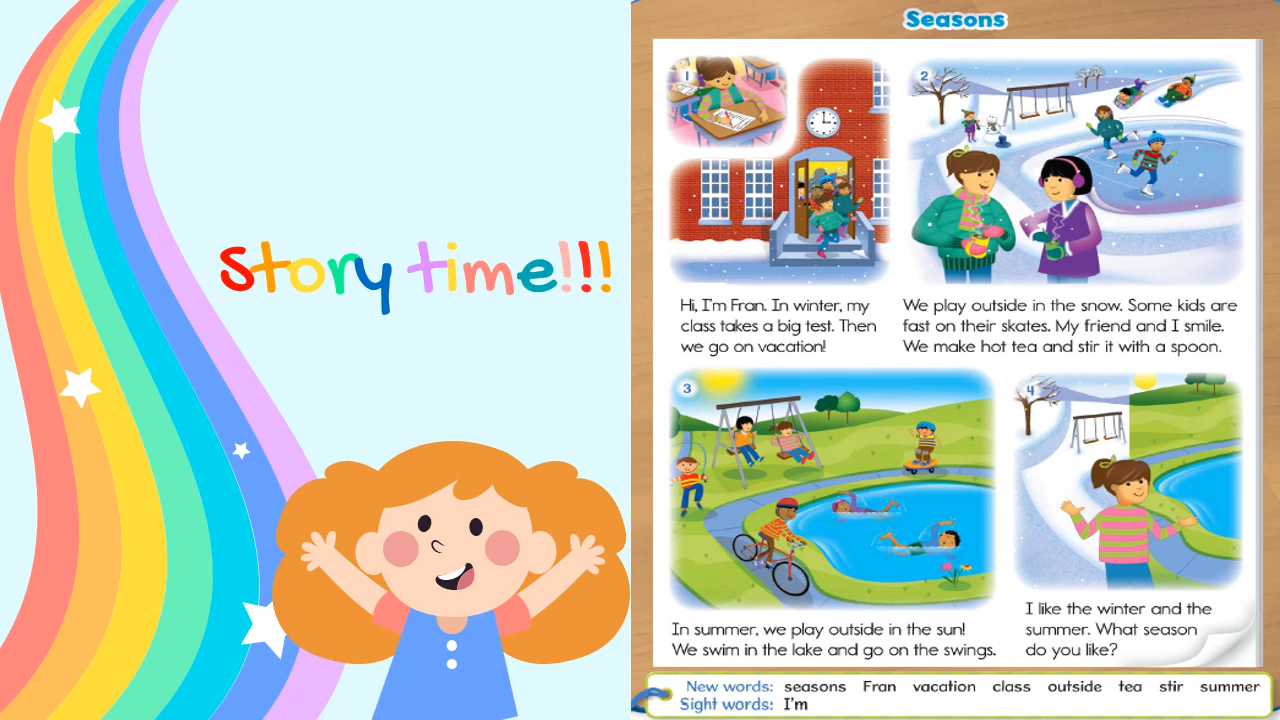 Story time!!!
Seasons
1
Hi, I'm Fran. In winter, my
class takes a big test. Then
we go on vacation!
2
We play outside in the snow. Some kids are
fast on their skates. My friend and I smile.
We make hot tea and stir it with a spoon.
3
In summer, we play outside in the sun!
We swim in the lake and go on the swings.
4
I like the winter and the
summer. What season
do you like?
New words: seasons Fran vacation class outside tea stir summer
Sight words: I'm